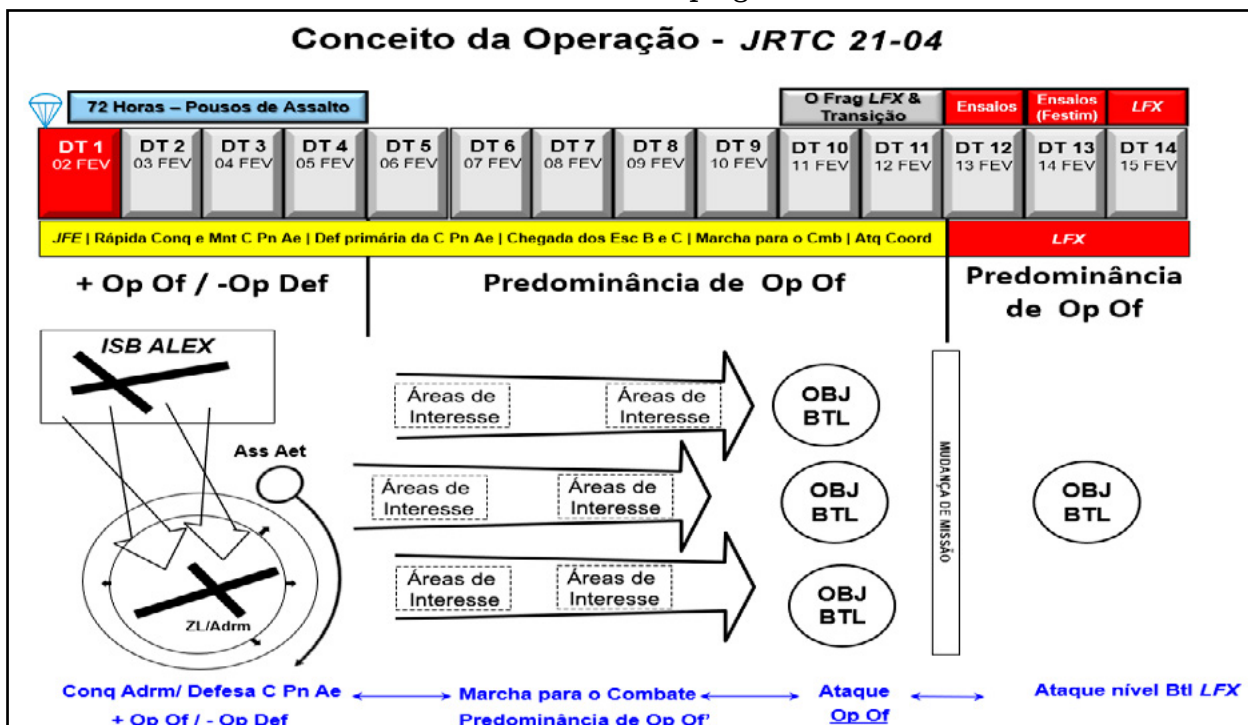 Conceito da Operação - JRTC 21-04
72 Horas – Pousos de Assalto
O Frag LFX &
Transição
Ensaios
Ensaios
(Festim)
LFX
DT 1
02 FEV
DT 2
03 FEV
DT 3
04 FEV
DT 4
05 FEV
DT 5
06 FEV
DT 6
07 FEV
DT 7
08 FEV
DT 8
09 FEV
DT 9
10 FEV
DT 10
11 FEV
DT 11
12 FEV
DT 12
13 FEV
DT 13
14 FEV
DT 14
15 FEV
JFE | Rápida Conq e Mnt C Pn Ae | Def primária da C Pn Ae | Chegada dos Esc B e C | Marcha para o Cmb | Atq Coord
LFX
+ Op Of / -Op Def
Predominância de Op Of
Predominância
de Op Of
ISB ALEX
Ass Aet
ZL/Adrm
Áreas de
Interesse
Áreas de
Interesse
Áreas de
Interesse
Áreas de
Interesse
Áreas de
Interesse
Áreas de
Interesse
OBJ
BTL
OBJ
BTL
OBJ
BTL
MUDANÇA DE MISSÃO
OBJ
BTL
Conq Adrm/ Defesa C Pn Ae
+ Op Of / - Op Def
Marcha para o Combate
Predominância de Op Of'
Ataque
Op Of
Ataque nível Btl LFX